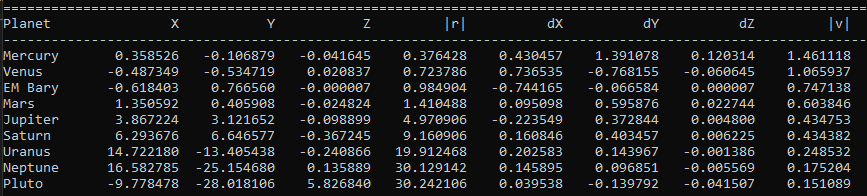 Planet X Y Z |r| dX dY dZ |v|
Mercury 0.358526 -0.106879 -0.041645 0.376428 0.430457 1.391078 0.120314 1.461118
Venus -0.487349 -0.534719 0.020837 0.723786 0.736535 -0.768155 -0.060645 1.065937
EM Bary -0.618403 0.766560 -0.000007 0.984904 -0.744165 -0.066584 0.000007 0.747138
Mars 1.350592 0.405908 -0.024824 1.410488 0.095098 0.595876 0.022744 0.603846
Jupiter 3.867224 3.121652 -0.098899 4.970906 -0.223549 0.372844 0.004800 0.434753
Saturn 6.293676 6.646577 -0.367245 9.160906 0.160846 0.403457 0.006225 0.434382
Uranus 14.722180 -13.405438 -0.240866 19.912468 0.202583 0.143967 -0.001386 0.248532
Neptune 16.582785 -25.154680 0.135889 30.129142 0.145895 0.096851 -0.005569 0.175204
Pluto -9.778478 -28.018106 5.826840 30.242106 0.039538 -0.139792 -0.041507 0.151089